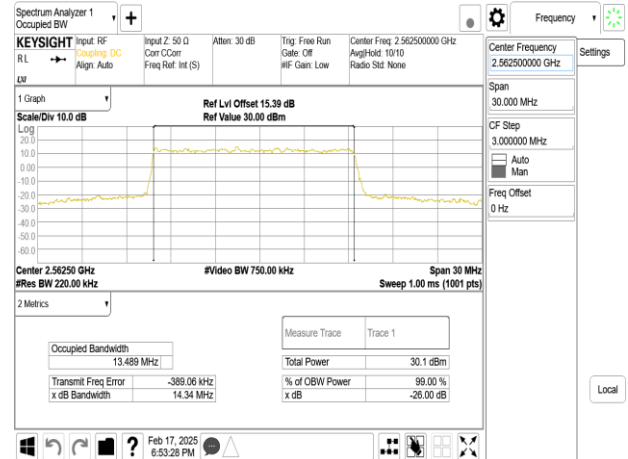 Spectrum Analyzer 1
Occupied BW
Frequency
KEYSIGHT
Input: RF
Coupling: DC
Align: Auto
Input Z: 50 Ω
Corr CCorr
Freq Ref: Int (S)
Atten: 30 dB
Trig: Free Run
Gate: Off
#IF Gain: Low
Center Freq: 2.562500000 GHz
Avg|Hold: 10/10
Radio Std: None
RL
LXI
Center Frequency
2.562500000 GHz
Settings
Span
30.000 MHz
CF Step
3.000000 MHz
Auto
Man
Freq Offset
0 Hz
1 Graph
Scale/Div 10.0 dB
Ref Lvl Offset 15.39 dB
Ref Value 30.00 dBm
Log
20.0
10.0
0.00
-10.0
-20.0
-30.0
-40.0
-50.0
-60.0
Center 2.56250 GHz
#Video BW 750.00 kHz
Span 30 MHz
#Res BW 220.00 kHz
Sweep 1.00 ms (1001 pts)
2 Metrics
Measure Trace
Trace 1
Occupied Bandwidth
13.489 MHz
Total Power
30.1 dBm
Transmit Freq Error
-389.06 kHz
% of OBW Power
99.00 %
x dB Bandwidth
14.34 MHz
x dB
-26.00 dB
Local
?
Feb 17, 2025
6:53:28 PM